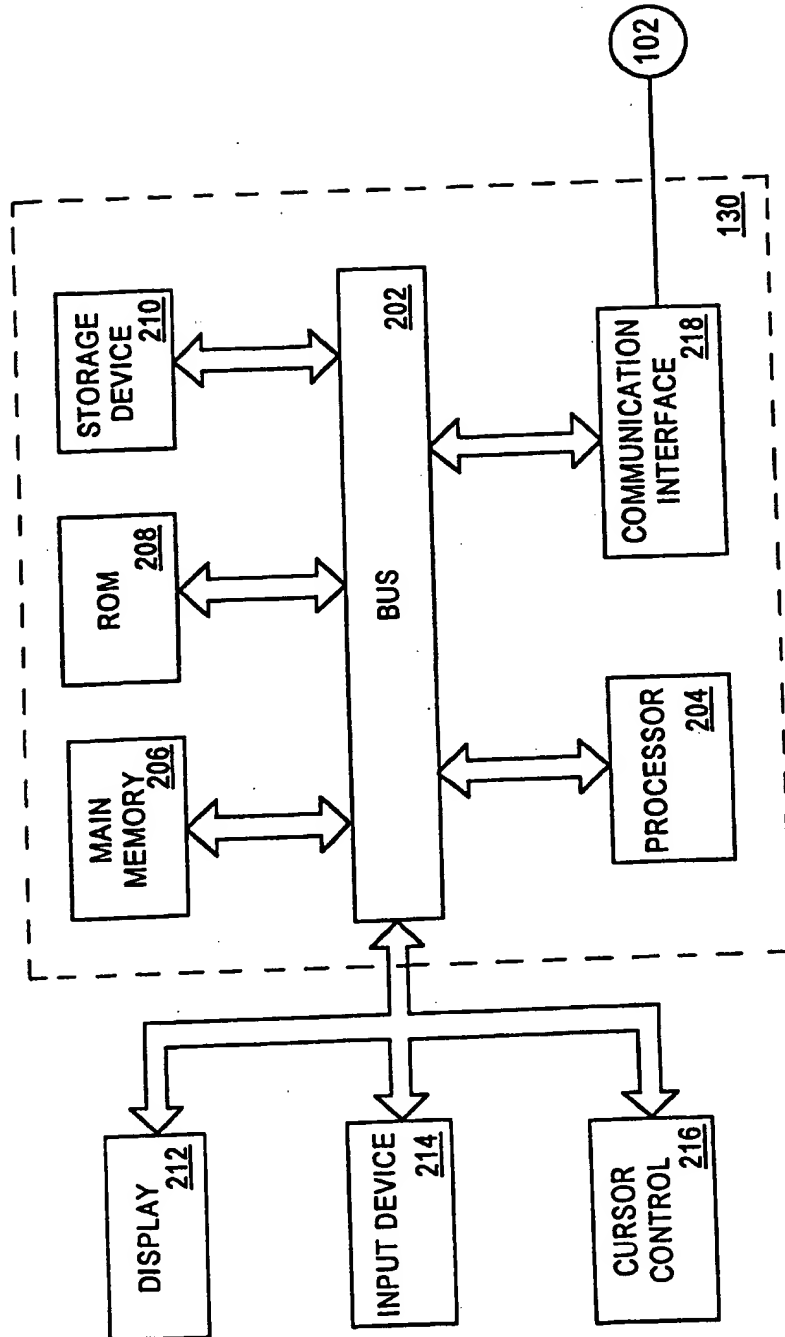 DISPLAY
212
INPUT DEVICE
214
CURSOR
CONTROL
216
MAIN
MEMORY
206
ROM
208
STORAGE
DEVICE
210
BUS
202
PROCESSOR
204
COMMUNICATION
INTERFACE
218
130
102